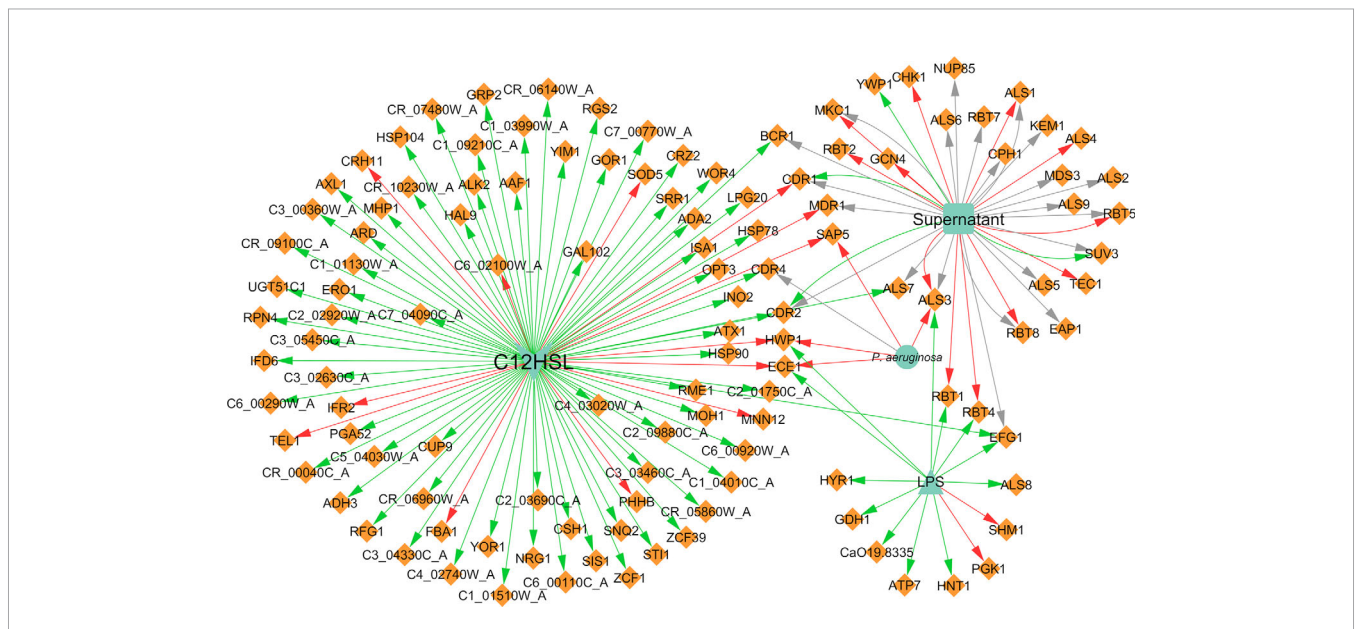 NUP85
CHK1
YWP1
ALS1
MKC1
CR_06140W_A
GRP2
CR_07480W_A
RGS2
ALS6
RBT7
KEM1
ALS4
C1_03990W_A
C7_00770W_A
BCR1
HSP104
C1_09210C_A
YIM1
GOR1
CRZ2
RBT2
GCN4
CPH1
CRH11
SOD5
WOR4
CDR1
MDS3
ALS2
AXL1
CR_10230W_A
ALK2
AAF1
SRR1
LPG20
C3_00360W_A
MHP1
HAL9
ADA2
MDR1
ALS9
RBT5
Supernatant
ARD
HSP78
SAP5
CR_09100C_A
GAL102
ISA1
SUV3
C1_01130W_A
C6_02100W_A
OPT3
CDR4
UGT51C1
ERO1
ALS7
ALS3
ALS5
TEC1
INO2
RPN4
C2_02920W_A
C7_04090C_A
CDR2
RBT8
EAP1
C3_05450C_A
ATX1
HWP1
IFD6
HSP90
P. aeruginosa
C12HSL
ECE1
C3_02630C_A
RME1
C2_01750C_A
RBT1
C6_00290W_A
IFR2
C4_03020W_A
MOH1
MNN12
RBT4
TEL1
PGA52
C2_09880C_A
EFG1
CUP9
C6_00920W_A
C5_04030W_A
CR_00040C_A
C3_03460C_A
C1_04010C_A
HYR1
LPS
ALS8
ADH3
CR_06960W_A
C2_03690C_A
PHHB
CR_05860W_A
GDH1
SHM1
RFG1
FBA1
CSH1
SNQ2
ZCF39
C3_04330C_A
YOR1
NRG1
SIS1
STI1
CaO19.8335
PGK1
C4_02740W_A
C6_00110C_A
ZCF1
ATP7
HNT1
C1_01510W_A